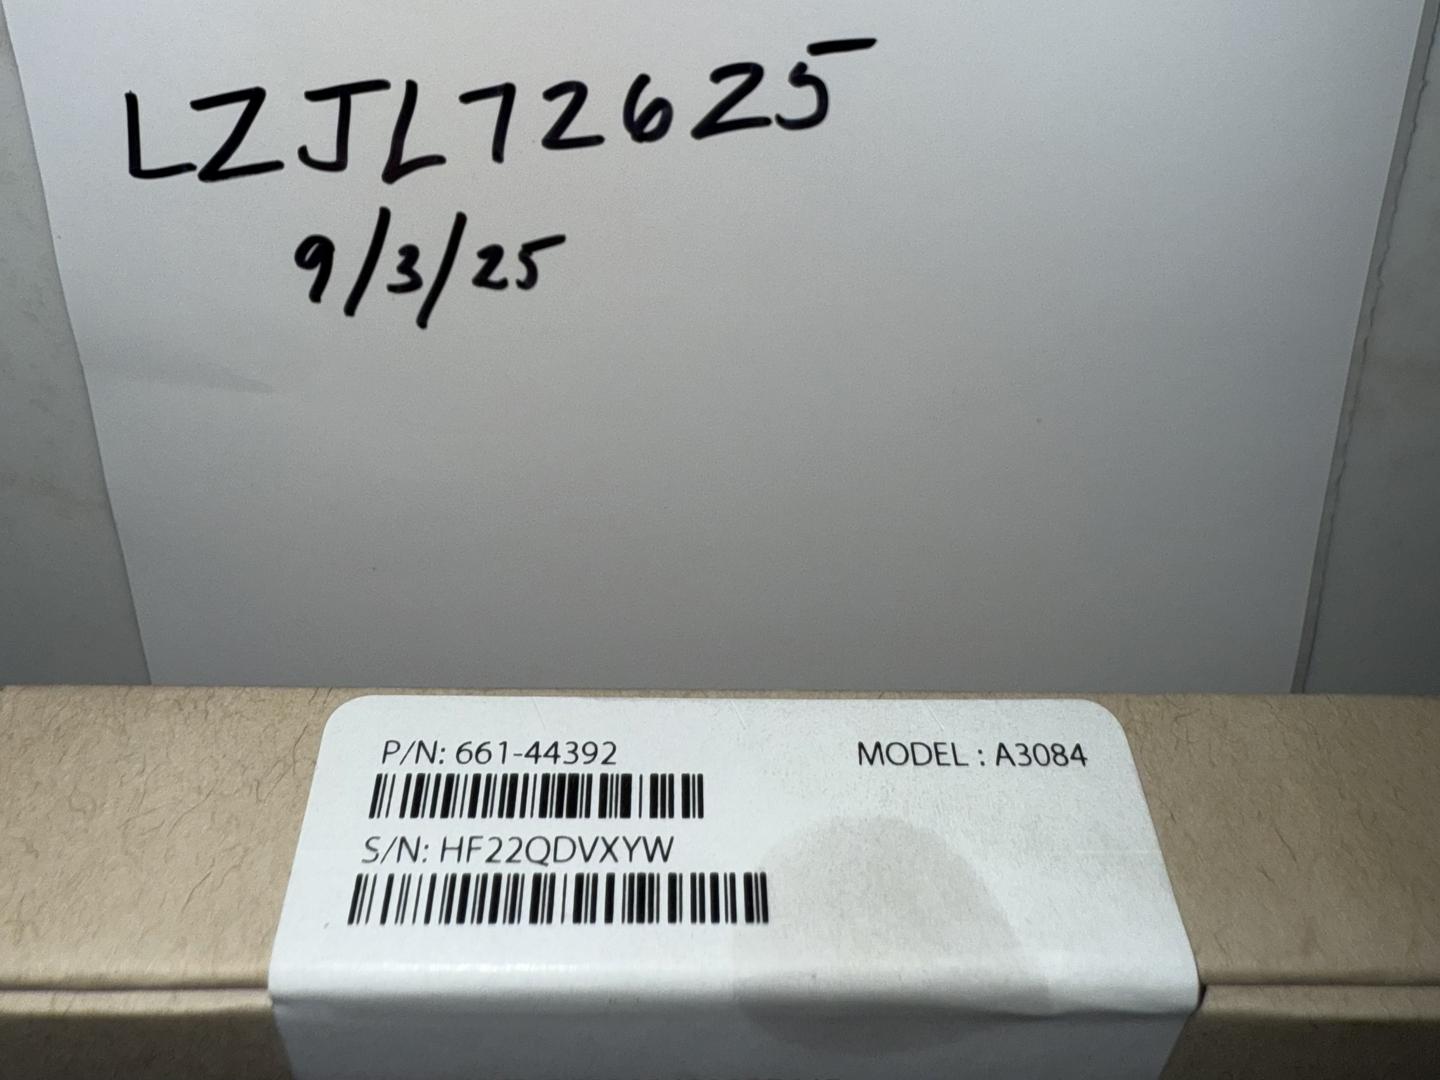 LZJL72625
9/3/25
P/N: 661-44392
MODEL : A3084
S/N: HF22QDVXYW